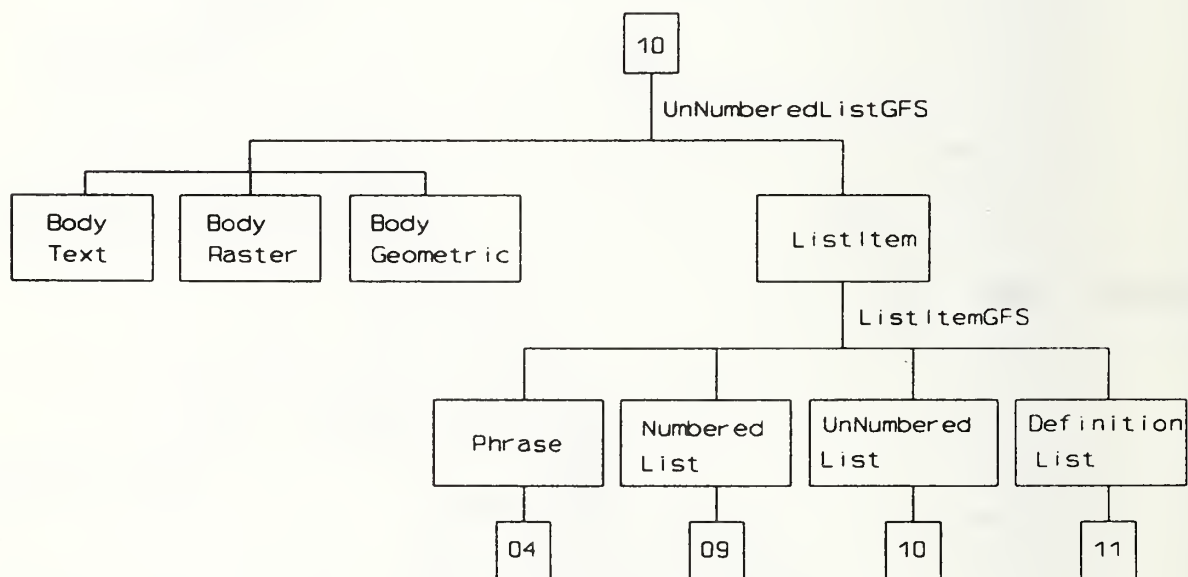 10
UnNumberedListGFS
Body
Text
Body
Raster
Body
Geometric
ListItem
ListItemGFS
Phrase
Numbered
List
UnNumbered
List
Definition
List
04
09
10
11